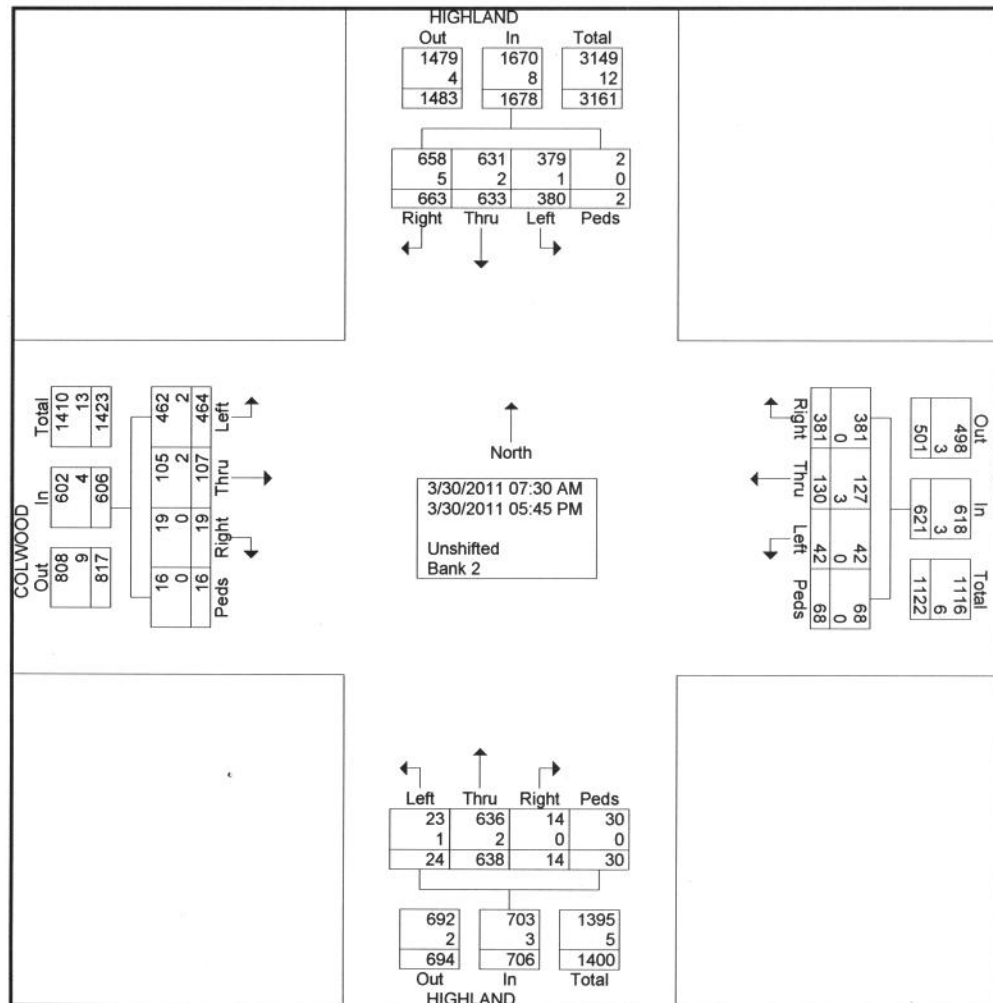 HIGHLAND
Out In Total
1479 1670 3149
4 8 12
1483 1678 3161
658 631 379 2
5 2 1 0
663 633 380 2
Right Thru Left Peds
Left Thru Right Peds
464 107 19 16
2 2 0 0
462 105 19 16
COLWOOD
Out In Total
817 606 1423
9 4 13
808 602 1410
North
3/30/2011 07:30 AM
3/30/2011 05:45 PM
Unshifted
Bank 2
Right Thru Left Peds
381 127 42 68
0 3 0 0
381 130 42 68
Out In Total
498 618 1116
3 3 6
501 621 1122
Left Thru Right Peds
23 636 14 30
1 2 0 0
24 638 14 30
692 703 1395
2 3 5
694 706 1400
Out In Total
HIGHLAND